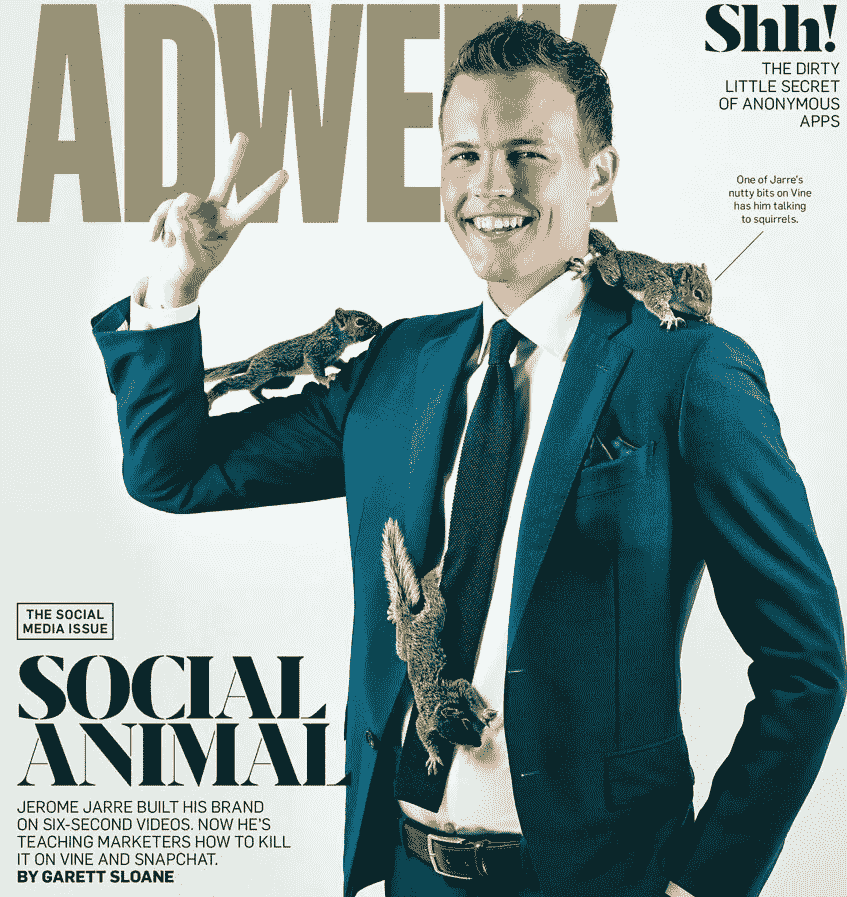 ADWEEK
Shh!
THE DIRTY
LITTLE SECRET
OF ANONYMOUS
APPS
One of Jarre's
nutty bits on Vine
has him talking
to squirrels.
THE SOCIAL
MEDIA ISSUE
SOCIAL
ANIMAL
JEROME JARRE BUILT HIS BRAND
ON SIX-SECOND VIDEOS. NOW HE'S
TEACHING MARKETERS HOW TO KILL
IT ON VINE AND SNAPCHAT.
BY GARETT SLOANE